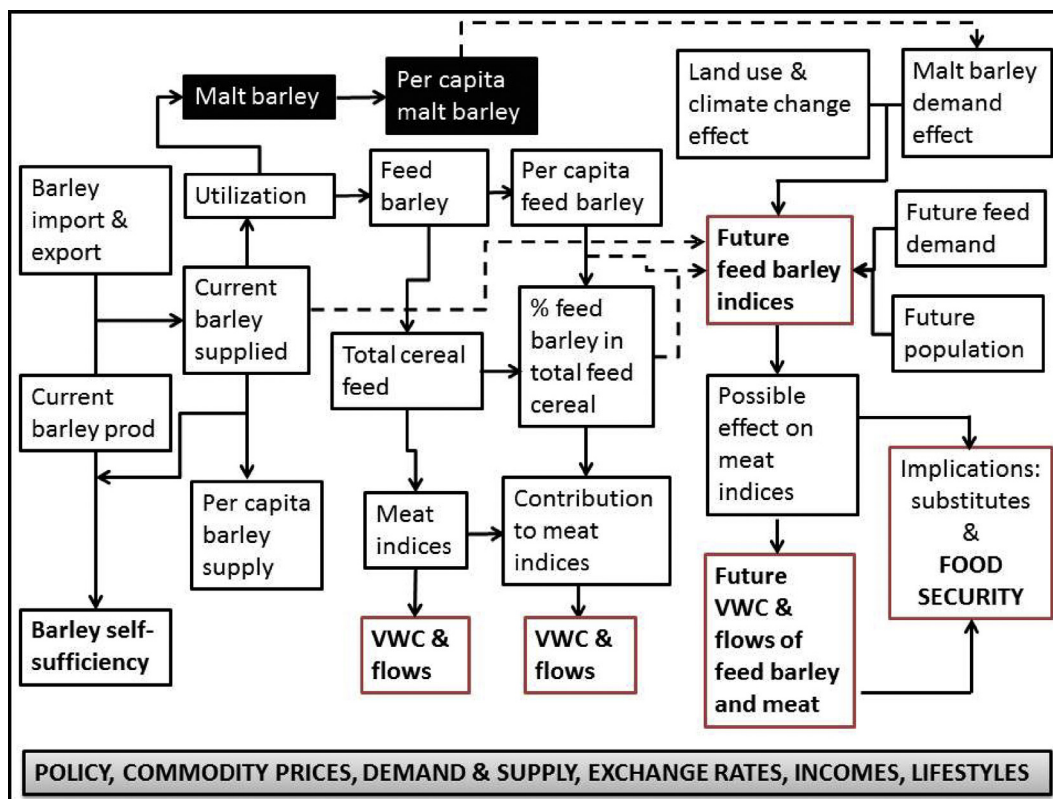 Malt barley
Per capita
malt barley
Land use &
climate change
effect
Malt barley
demand
effect
Barley
import &
export
Utilization
Feed
barley
Per capita
feed barley
Future
feed barley
indices
Future feed
demand
Current
barley
supplied
Total cereal
feed
% feed
barley in
total feed
cereal
Future
population
Current
barley prod
Possible
effect on
meat
indices
Per capita
barley
supply
Meat
indices
Contribution
to meat
indices
Implications:
substitutes
&
FOOD
SECURITY
Barley self-
sufficiency
VWC &
flows
VWC &
flows
Future
VWC &
flows of
feed barley
and meat
POLICY, COMMODITY PRICES, DEMAND & SUPPLY, EXCHANGE RATES, INCOMES, LIFESTYLES